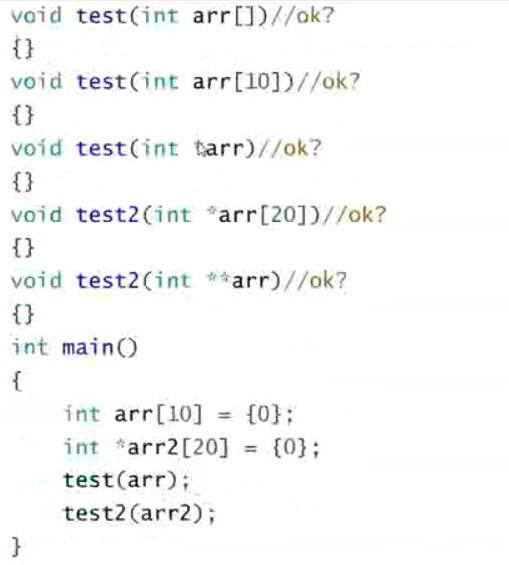 void test(int arr[])//ok?
{}
void test(int arr[10])//ok?
{}
void test(int *arr)//ok?
{}
void test2(int *arr[20])//ok?
{}
void test2(int **arr)//ok?
{}
int main()
{
    int arr[10] = {0};
    int *arr2[20] = {0};
    test(arr);
    test2(arr2);
}